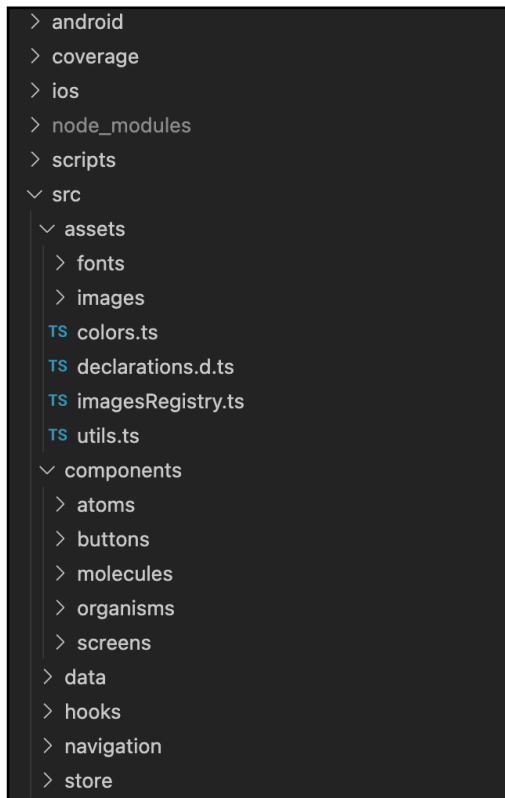 android
coverage
ios
node_modules
scripts
src
assets
fonts
images
TS colors.ts
TS declarations.d.ts
TS imagesRegistry.ts
TS utils.ts
components
atoms
buttons
molecules
organisms
screens
data
hooks
navigation
store